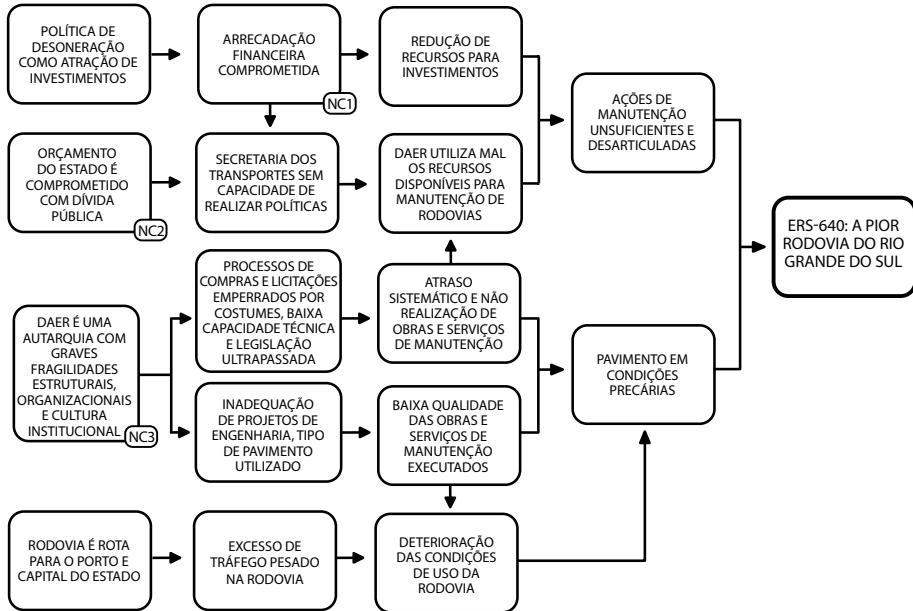 POLÍTICA DE
DESONERAÇÃO
COMO ATRAÇÃO DE
INVESTIMENTOS
ARRECADAÇÃO
FINANCEIRA
COMPROMETIDA
NC1
REDUÇÃO DE
RECURSOS PARA
INVESTIMENTOS
AÇÕES DE
MANUTENÇÃO
UNSUFICIENTES E
DESARTICULADAS
ORÇAMENTO
DO ESTADO É
COMPROMETIDO
COM DÍVIDA
PÚBLICA
NC2
SECRETARIA DOS
TRANSPORTES SEM
CAPACIDADE DE
REALIZAR POLÍTICAS
DAER UTILIZA MAL
OS RECURSOS
DISPONÍVEIS PARA
MANUTENÇÃO DE
RODOVIAS
ERS-640: A PIOR
RODOVIA DO RIO
GRANDE DO SUL
DAER É UMA
AUTARQUIA COM
GRAVES
FRAGILIDADES
ESTRUTURAIS,
ORGANIZACIONAIS
E CULTURA
INSTITUCIONAL
NC3
PROCESSOS DE
COMPRAS E LICITAÇÕES
EMPERRADOS POR
COSTUMES, BAIXA
CAPACIDADE TÉCNICA
E LEGISLAÇÃO
ULTRAPASSADA
ATRASO
SISTEMÁTICO E NÃO
REALIZAÇÃO DE
OBRAS E SERVIÇOS
DE MANUTENÇÃO
PAVIMENTO EM
CONDIÇÕES
PRECÁRIAS
INADEQUAÇÃO
DE PROJETOS DE
ENGENHARIA, TIPO
DE PAVIMENTO
UTILIZADO
BAIXA QUALIDADE
DAS OBRAS E
SERVIÇOS DE
MANUTENÇÃO
EXECUTADOS
RODOVIA É ROTA
PARA O PORTO E
CAPITAL DO ESTADO
EXCESSO DE
TRÁFEGO PESADO
NA RODOVIA
DETERIORAÇÃO
DAS CONDIÇÕES
DE USO DA
RODOVIA